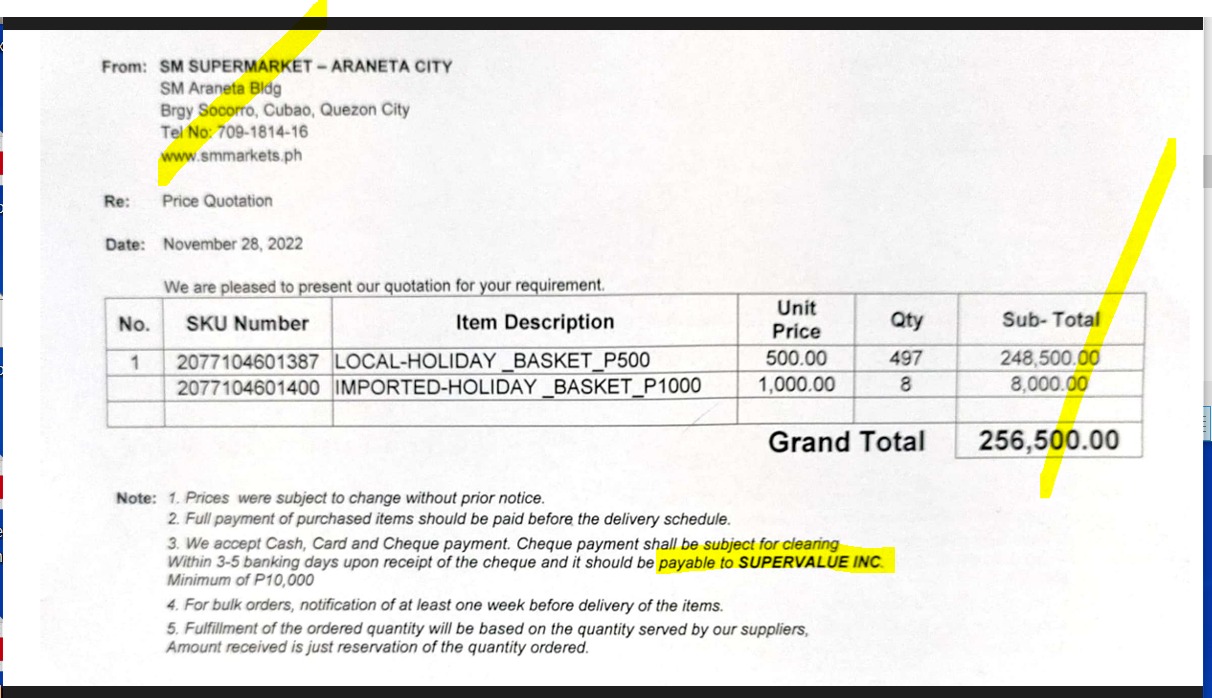 From: SM SUPERMARKET – ARANETA CITY
SM Araneta Bldg
Brgy Socorro, Cubao, Quezon City
Tel No: 709-1814-16
www.smmarkets.ph
Re: Price Quotation
Date: November 28, 2022
We are pleased to present our quotation for your requirement.
No. SKU Number Item Description Unit Price Qty Sub- Total
1 2077104601387 LOCAL-HOLIDAY _BASKET_P500 500.00 497 248,500.00
2077104601400 IMPORTED-HOLIDAY _BASKET_P1000 1,000.00 8 8,000.00
Grand Total 256,500.00
Note: 1. Prices were subject to change without prior notice.
2. Full payment of purchased items should be paid before the delivery schedule.
3. We accept Cash, Card and Cheque payment. Cheque payment shall be subject for clearing
Within 3-5 banking days upon receipt of the cheque and it should be payable to SUPERVALUE INC.
Minimum of P10,000
4. For bulk orders, notification of at least one week before delivery of the items.
5. Fulfillment of the ordered quantity will be based on the quantity served by our suppliers,
Amount received is just reservation of the quantity ordered.